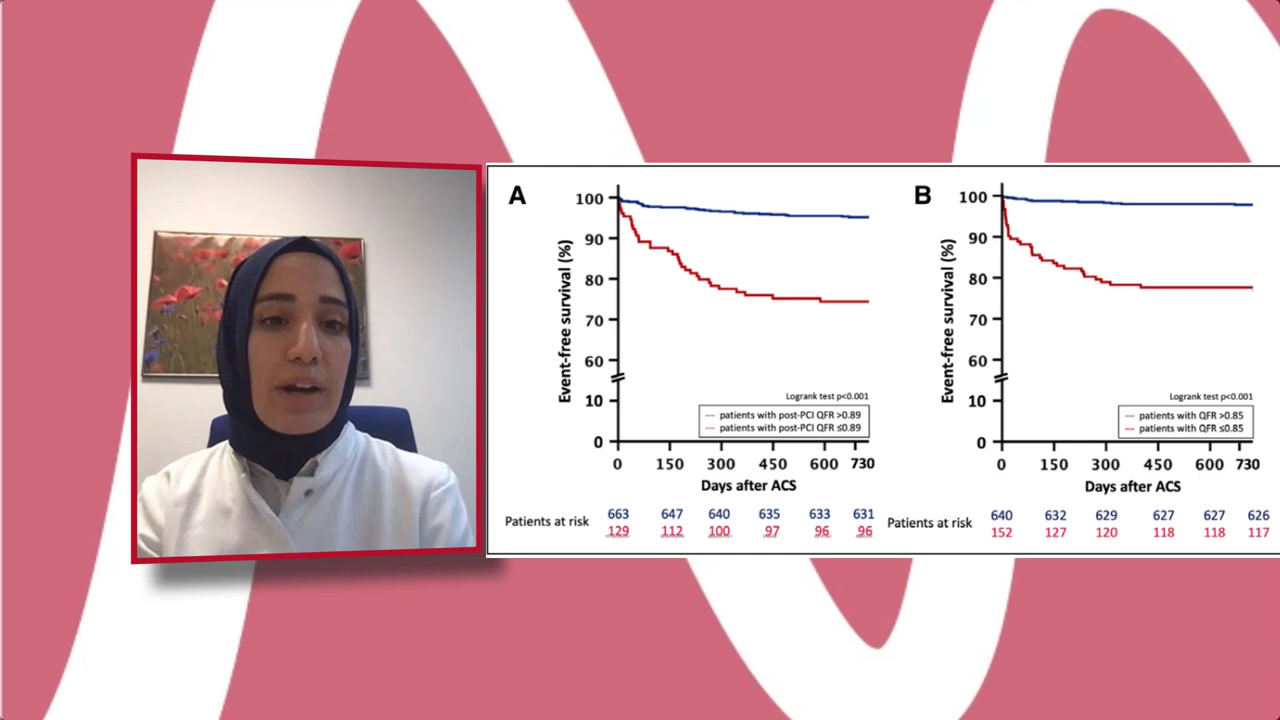 A
Event-free survival (%)
100
90
80
70
60
10
0
Logrank test p<0.001
patients with post-PCI QFR >0.89
patients with post-PCI QFR ≤0.89
0 150 300 450 600 730
Days after ACS
Patients at risk
663 647 640 635 633 631
129 112 100 97 96 96
B
Event-free survival (%)
100
90
80
70
60
10
0
Logrank test p<0.001
patients with QFR >0.85
patients with QFR ≤0.85
0 150 300 450 600 730
Days after ACS
Patients at risk
640 632 629 627 627 626
152 127 120 118 118 117